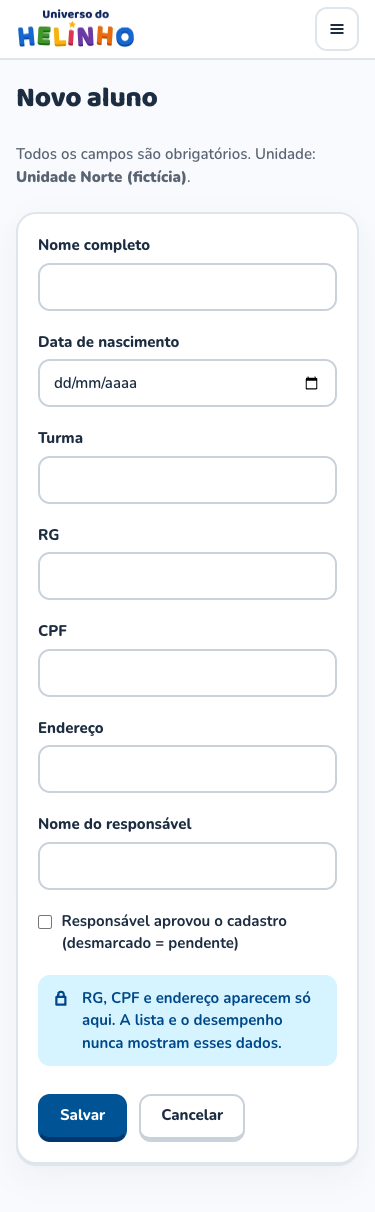 Universo do
HELINHO
Novo aluno
Todos os campos são obrigatórios. Unidade:
Unidade Norte (fictícia).
Nome completo
Data de nascimento
dd/mm/aaaa
Turma
RG
CPF
Endereço
Nome do responsável
Responsável aprovou o cadastro
(desmarcado = pendente)
RG, CPF e endereço aparecem só
aqui. A lista e o desempenho
nunca mostram esses dados.
Salvar
Cancelar